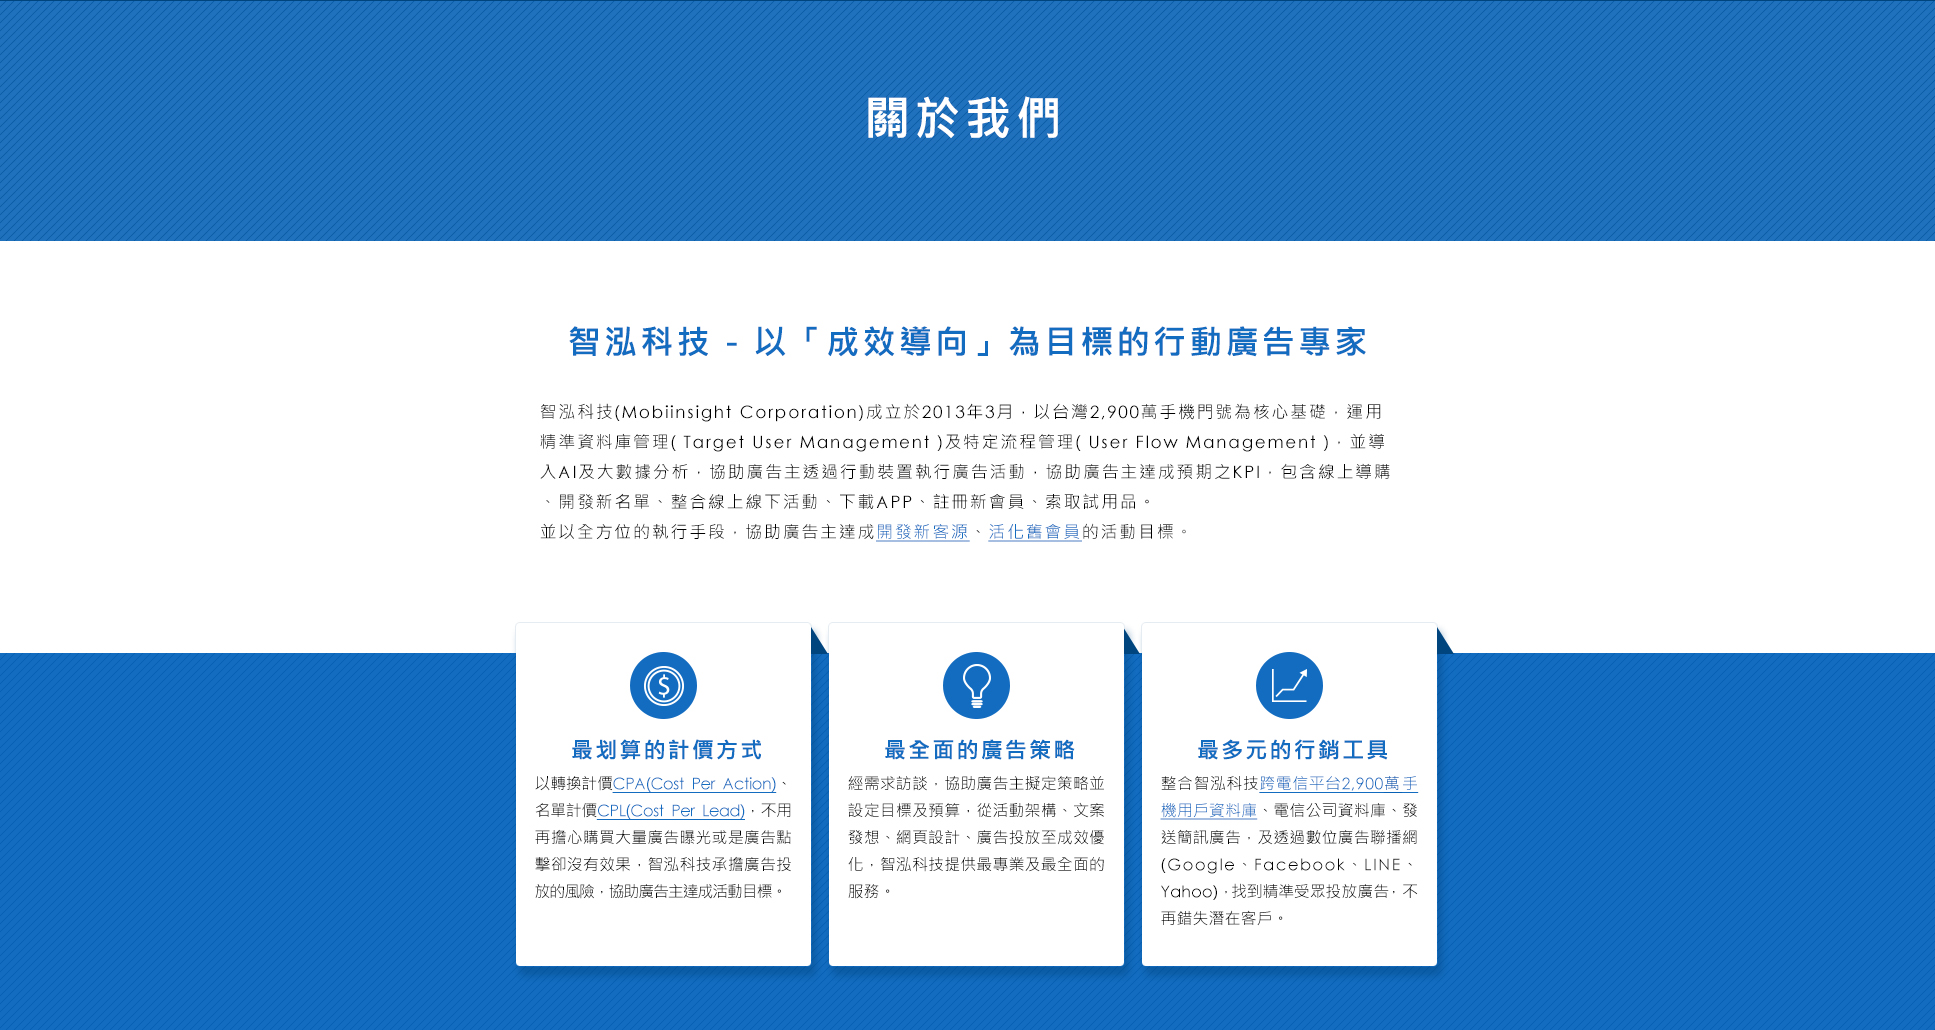 關於我們
智泓科技 - 以「成效導向」為目標的行動廣告專家
智泓科技(Mobiinsight Corporation)成立於2013年3月，以台灣2,900萬手機門號為核心基礎，運用
精準資料庫管理( Target User Management )及特定流程管理( User Flow Management )，並導
入AI及大數據分析，協助廣告主透過行動裝置執行廣告活動，協助廣告主達成預期之KPI，包含線上導購
、開發新名單、整合線上線下活動、下載APP、註冊新會員、索取試用品。
並以全方位的執行手段，協助廣告主達成開發新客源、活化舊會員的活動目標。
最划算的計價方式
以轉換計價CPA(Cost Per Action)、
名單計價CPL(Cost Per Lead)，不用
再擔心購買大量廣告曝光或是廣告點
擊卻沒有效果，智泓科技承擔廣告投
放的風險，協助廣告主達成活動目標。
最全面的廣告策略
經需求訪談，協助廣告主擬定策略並
設定目標及預算，從活動架構、文案
發想、網頁設計、廣告投放至成效優
化，智泓科技提供最專業及最全面的
服務。
最多元的行銷工具
整合智泓科技跨電信平台2,900萬手
機用戶資料庫、電信公司資料庫、發
送簡訊廣告，及透過數位廣告聯播網
(Google、Facebook、LINE、
Yahoo)，找到精準受眾投放廣告，不
再錯失潛在客戶。